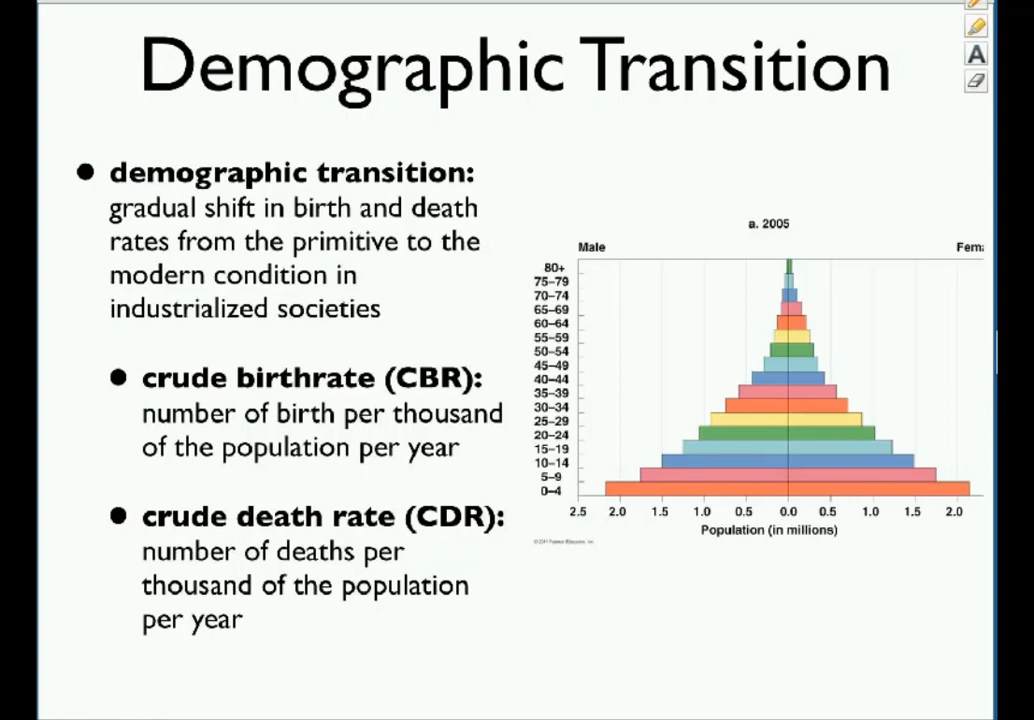 Demographic Transition
● demographic transition:
gradual shift in birth and death
rates from the primitive to the
modern condition in
industrialized societies
● crude birthrate (CBR):
number of birth per thousand
of the population per year
● crude death rate (CDR):
number of deaths per
thousand of the population
per year
a. 2005
Male Fema
80+
75–79
70–74
65–69
60–64
55–59
50–54
45–49
40–44
35–39
30–34
25–29
20–24
15–19
10–14
5–9
0–4
2.5 2.0 1.5 1.0 0.5 0.0 0.5 1.0 1.5 2.0
Population (in millions)
© 2011 Pearson Education, Inc.
A